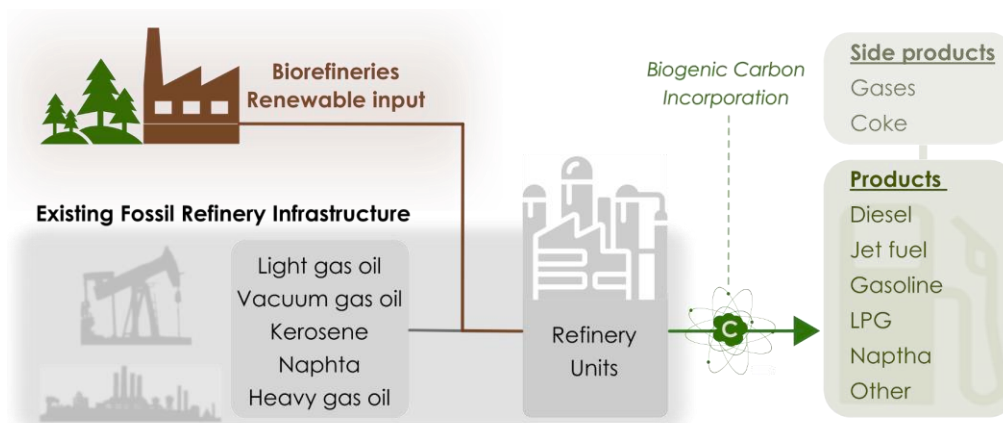 Biorefineries
Renewable input
Existing Fossil Refinery Infrastructure
Light gas oil
Vacuum gas oil
Kerosene
Naphta
Heavy gas oil
Refinery
Units
Biogenic Carbon
Incorporation
C
Side products
Gases
Coke
Products
Diesel
Jet fuel
Gasoline
LPG
Naptha
Other